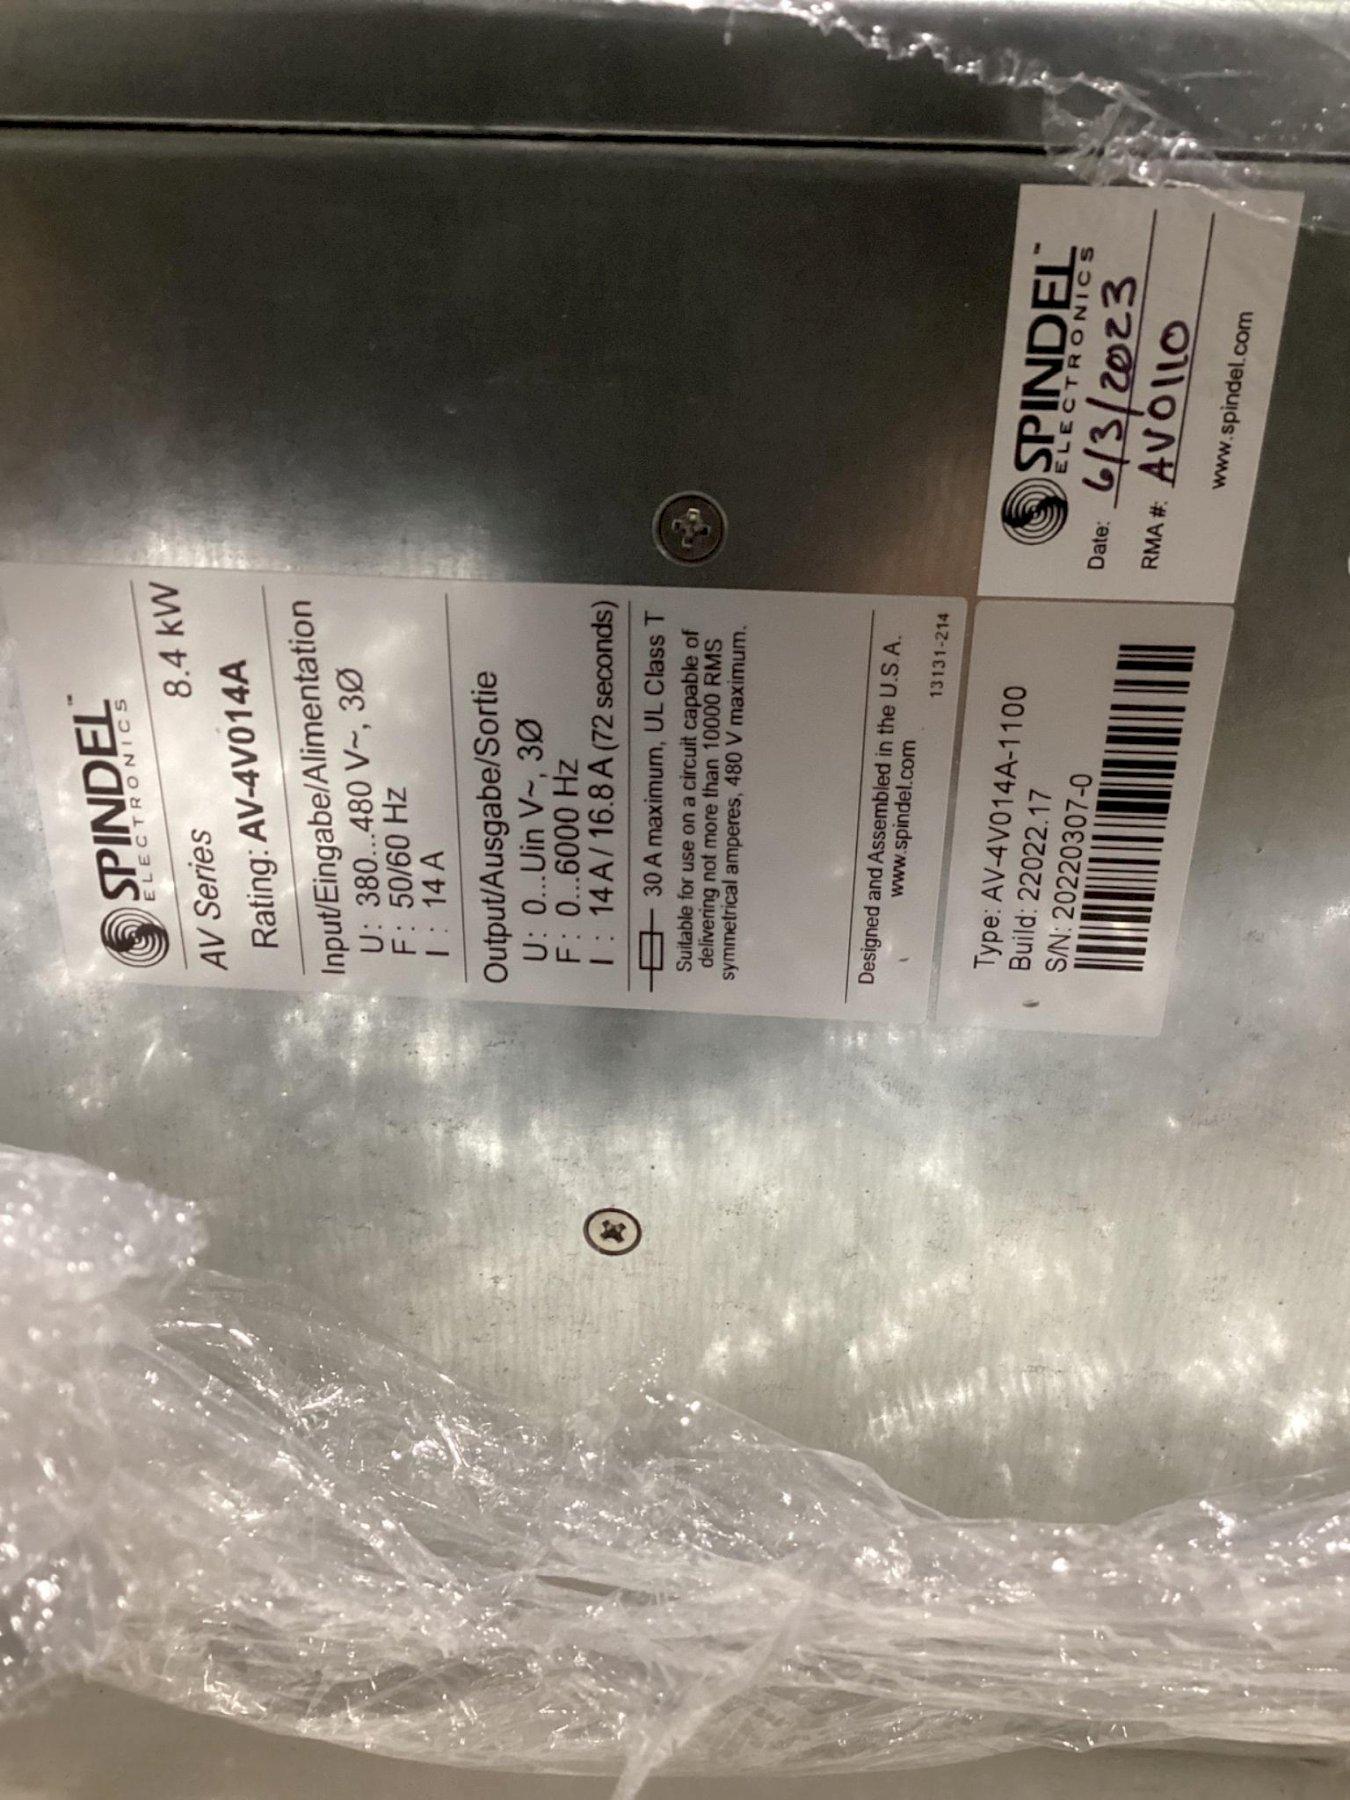 SPINDEL™
ELECTRONICS
AV Series 8.4 kW
Rating: AV-4V014A
Input/Eingabe/Alimentation
U: 380...480 V~, 3Ø
F: 50/60 Hz
I: 14 A
Output/Ausgabe/Sortie
U: 0...Uin V~, 3Ø
F: 0...6000 Hz
I: 14 A / 16.8 A (72 seconds)
30 A maximum, UL Class T
Suitable for use on a circuit capable of
delivering not more than 10000 RMS
symmetrical amperes, 480 V maximum.
Designed and Assembled in the U.S.A.
www.spindel.com
13131-214
Type: AV-4V014A-1100
Build: 22022.17
S/N: 20220307-0
SPINDEL™
ELECTRONICS
Date: 6/3/2023
RMA #: AV0110
www.spindel.com